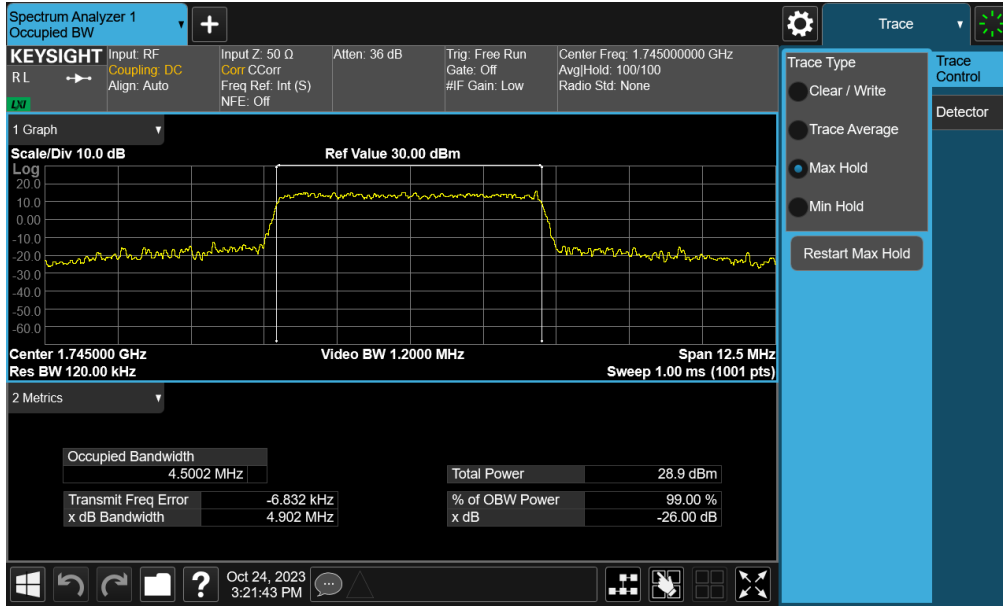 Spectrum Analyzer 1
Occupied BW
+
Trace
KEYSIGHT
RL
LXI
Input: RF
Coupling: DC
Align: Auto
Input Z: 50 Ω
Corr CCorr
Freq Ref: Int (S)
NFE: Off
Atten: 36 dB
Trig: Free Run
Gate: Off
#IF Gain: Low
Center Freq: 1.745000000 GHz
Avg|Hold: 100/100
Radio Std: None
Trace Type
Clear / Write
Trace Average
Max Hold
Min Hold
Restart Max Hold
Trace
Control
Detector
1 Graph
Scale/Div 10.0 dB
Ref Value 30.00 dBm
Log
20.0
10.0
0.00
-10.0
-20.0
-30.0
-40.0
-50.0
-60.0
Center 1.745000 GHz
Video BW 1.2000 MHz
Span 12.5 MHz
Res BW 120.00 kHz
Sweep 1.00 ms (1001 pts)
2 Metrics
Occupied Bandwidth
4.5002 MHz
Total Power 28.9 dBm
Transmit Freq Error -6.832 kHz
% of OBW Power 99.00 %
x dB Bandwidth 4.902 MHz
x dB -26.00 dB
?
Oct 24, 2023
3:21:43 PM